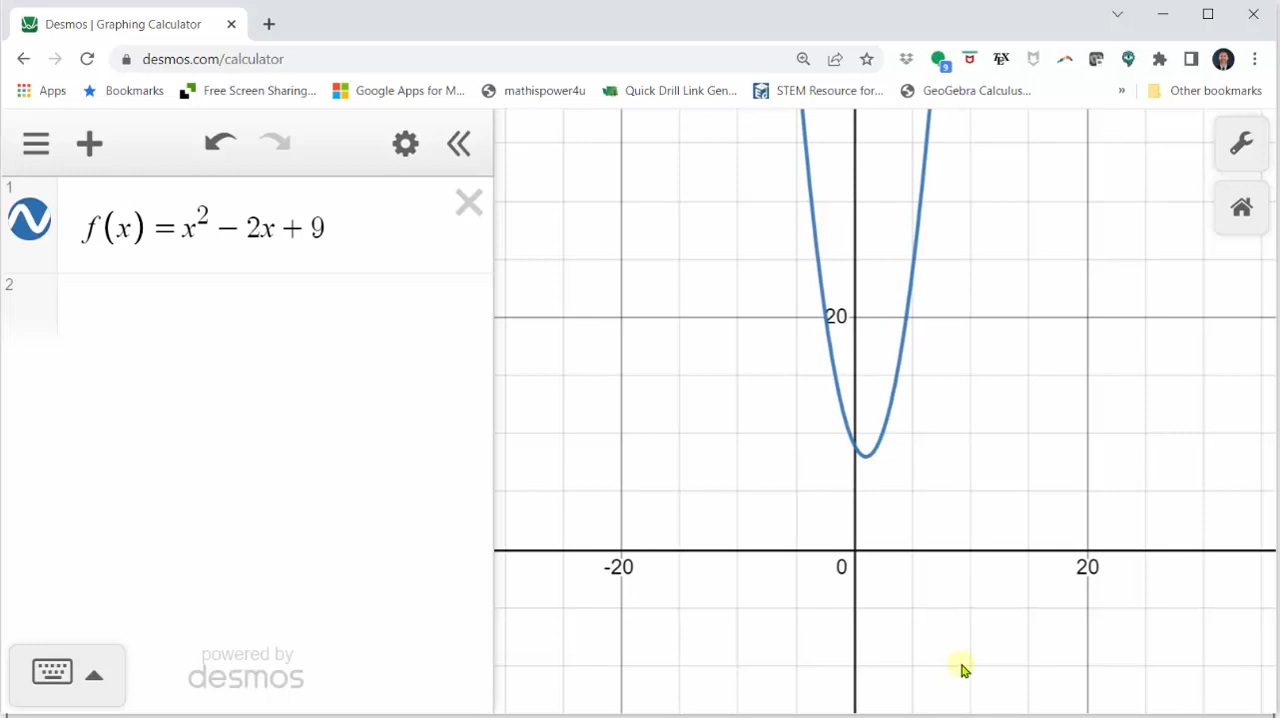 Desmos | Graphing Calculator
desmos.com/calculator
TEX
9
Apps
Bookmarks
Free Screen Sharing...
Google Apps for M...
mathispower4u
Quick Drill Link Gen...
STEM Resource for...
GeoGebra Calculus...
»
Other bookmarks
1
f(x) = x² − 2x + 9
2
20
-20
0
20
powered by
desmos